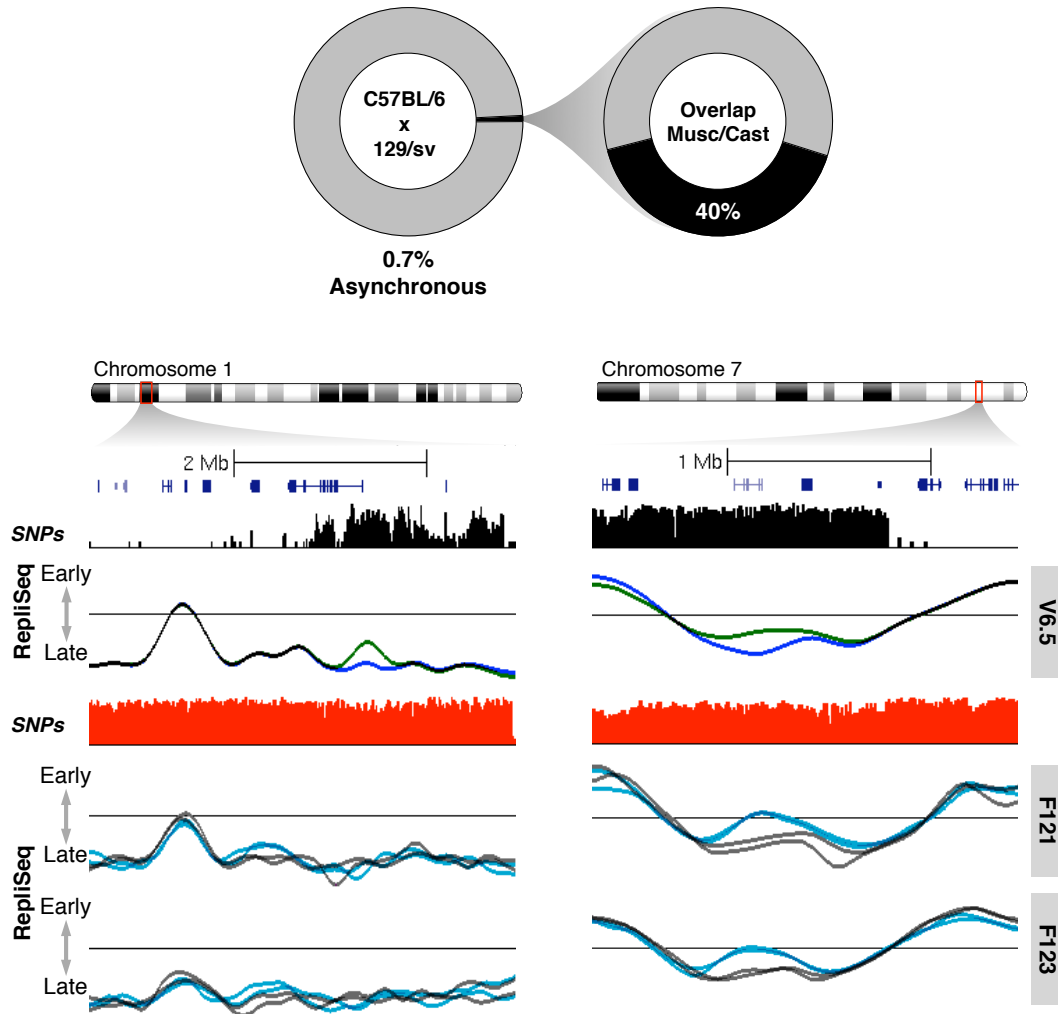 C57BL/6
x
129/sv
Overlap
Musc/Cast
40%
0.7%
Asynchronous
Chromosome 1
Chromosome 7
2 Mb
1 Mb
SNPs
RepliSeq
Early
Late
V6.5
SNPs
RepliSeq
Early
Late
F121
Early
Late
F123